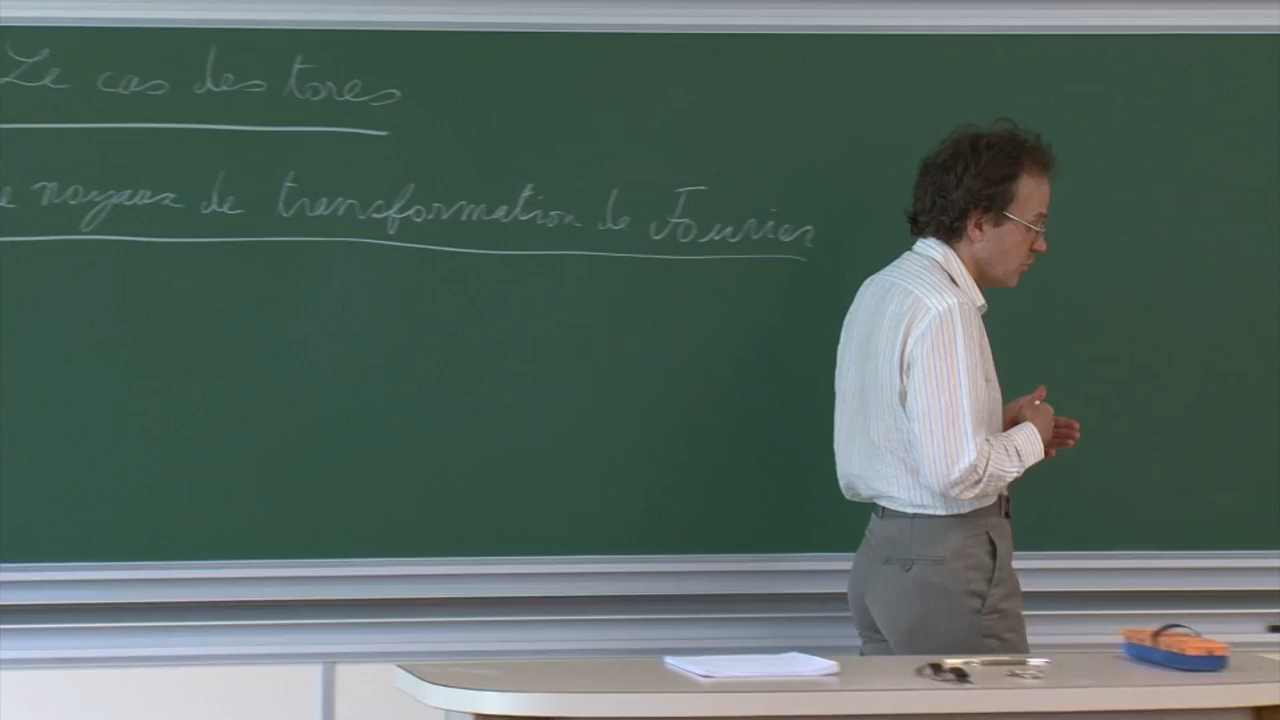 Le cas des tores
noyaux de transformation de Fourier